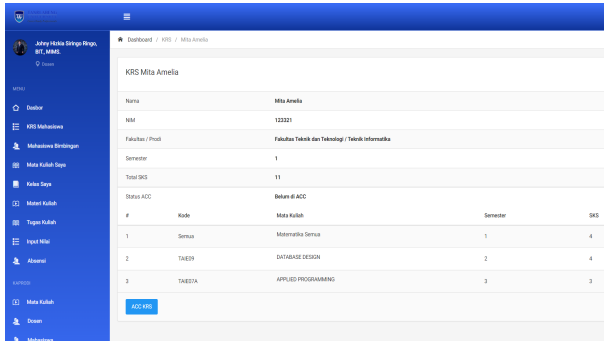 Dashboard / KRS / Mita Amelia
Johny Hizkia Siringo Ringo,
BIT., MIMS.
Dosen
MENU
Dasbor
KRS Mahasiswa
Mahasiswa Bimbingan
Mata Kuliah Saya
Kelas Saya
Materi Kuliah
Tugas Kuliah
Input Nilai
Absensi
KAPRODI
Mata Kuliah
Dosen
Mahasiswa
KRS Mita Amelia
Nama Mita Amelia
NIM 123321
Fakultas / Prodi Fakultas Teknik dan Teknologi / Teknik Informatika
Semester 1
Total SKS 11
Status ACC Belum di ACC
# Kode Mata Kuliah Semester SKS
1 Semua Matematika Semua 1 4
2 TAIE09 DATABASE DESIGN 2 4
3 TAIE07A APPLIED PROGRAMMING 3 3
ACC KRS